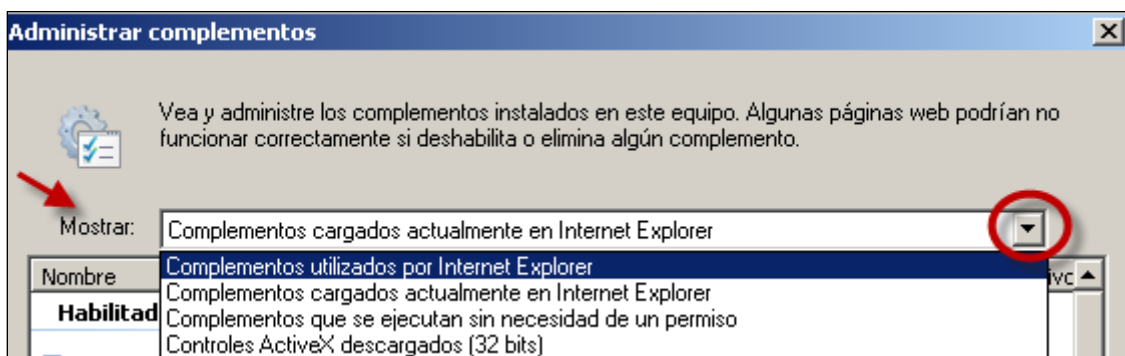 Administrar complementos
Vea y administre los complementos instalados en este equipo. Algunas páginas web podrían no
funcionar correctamente si deshabilita o elimina algún complemento.
Mostrar: Complementos cargados actualmente en Internet Explorer
Nombre
Complementos utilizados por Internet Explorer
Complementos cargados actualmente en Internet Explorer
Complementos que se ejecutan sin necesidad de un permiso
Controles ActiveX descargados (32 bits)